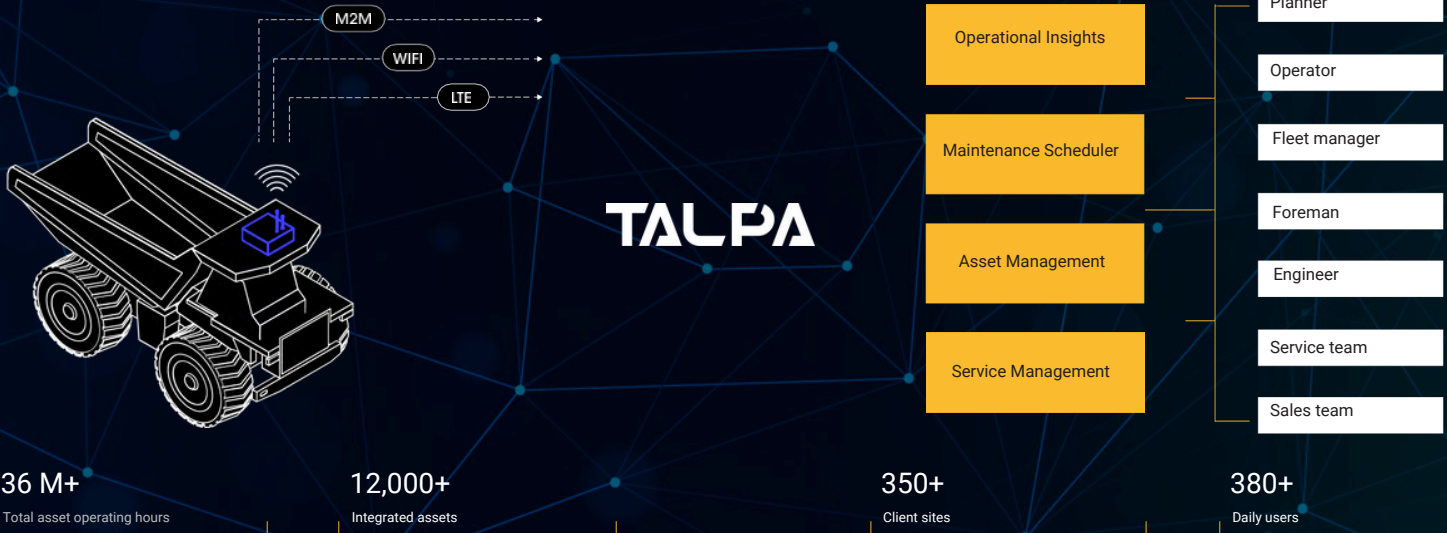 M2M
WIFI
LTE
TALPA
Operational Insights
Maintenance Scheduler
Asset Management
Service Management
Planner
Operator
Fleet manager
Foreman
Engineer
Service team
Sales team
36 M+
Total asset operating hours
12,000+
Integrated assets
350+
Client sites
380+
Daily users